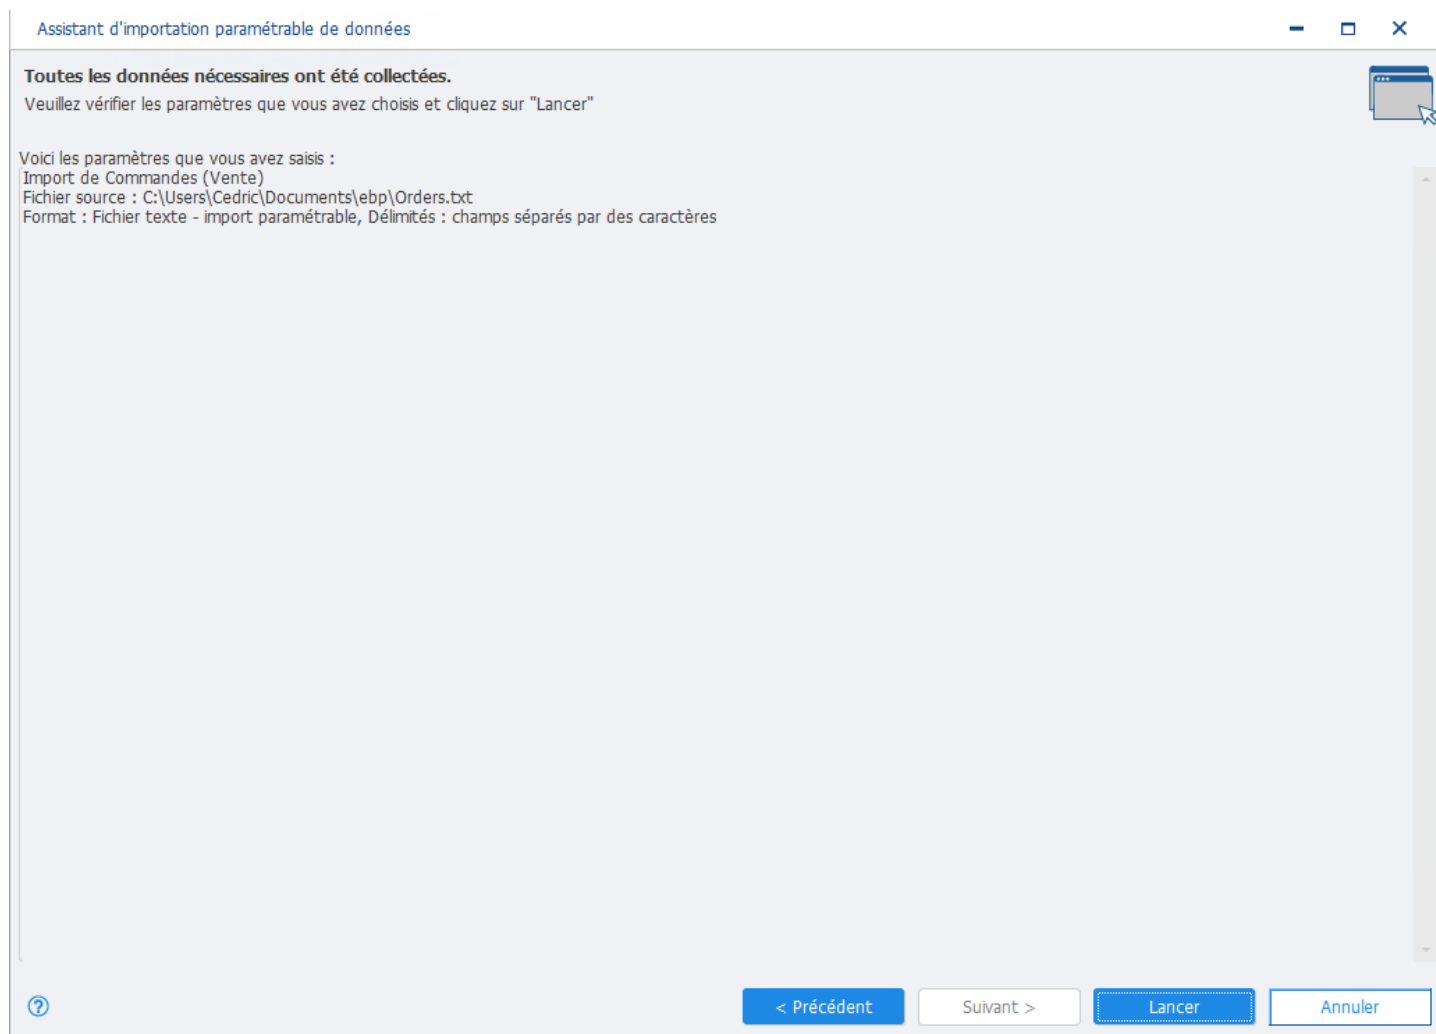 Assistant d'importation paramétrable de données
Toutes les données nécessaires ont été collectées.
Veuillez vérifier les paramètres que vous avez choisis et cliquez sur "Lancer"
Voici les paramètres que vous avez saisis :
Import de Commandes (Vente)
Fichier source : C:\Users\Cedric\Documents\ebp\Orders.txt
Format : Fichier texte - import paramétrable, Délimités : champs séparés par des caractères
? < Précédent Suivant > Lancer Annuler